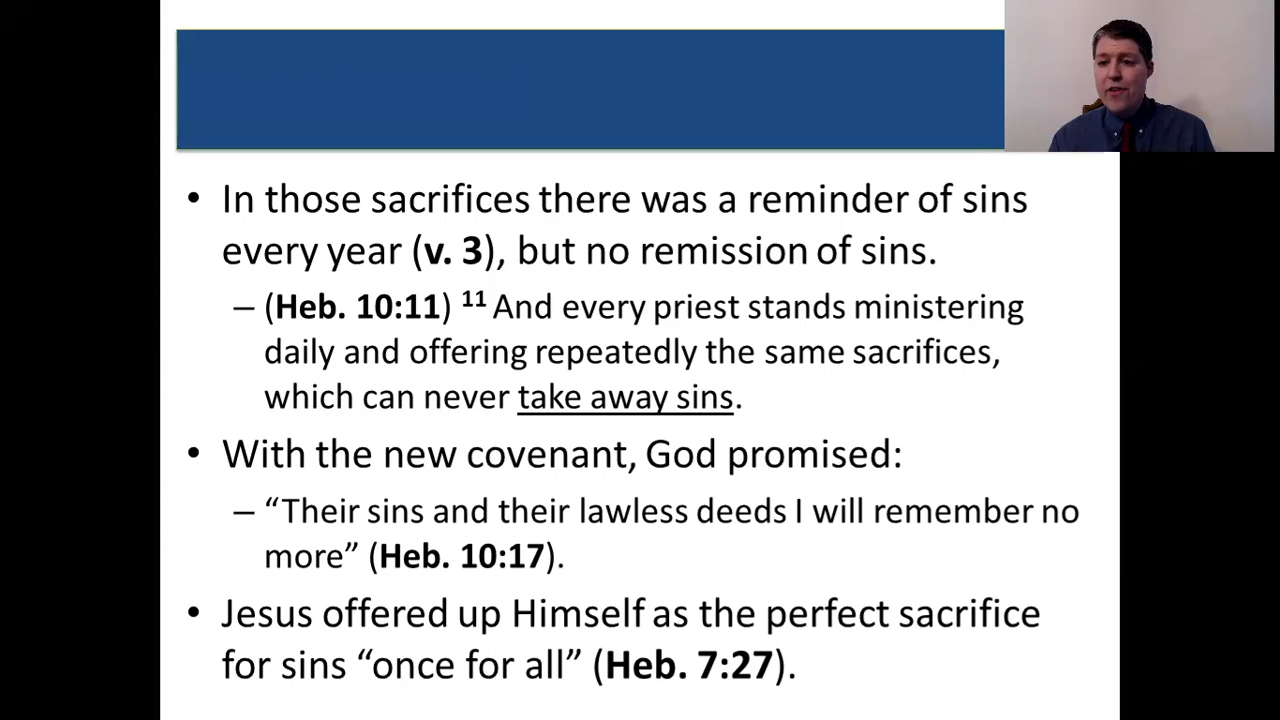 • In those sacrifices there was a reminder of sins
every year (v. 3), but no remission of sins.
– (Heb. 10:11) ¹¹ And every priest stands ministering
daily and offering repeatedly the same sacrifices,
which can never take away sins.
• With the new covenant, God promised:
– “Their sins and their lawless deeds I will remember no
more” (Heb. 10:17).
• Jesus offered up Himself as the perfect sacrifice
for sins “once for all” (Heb. 7:27).